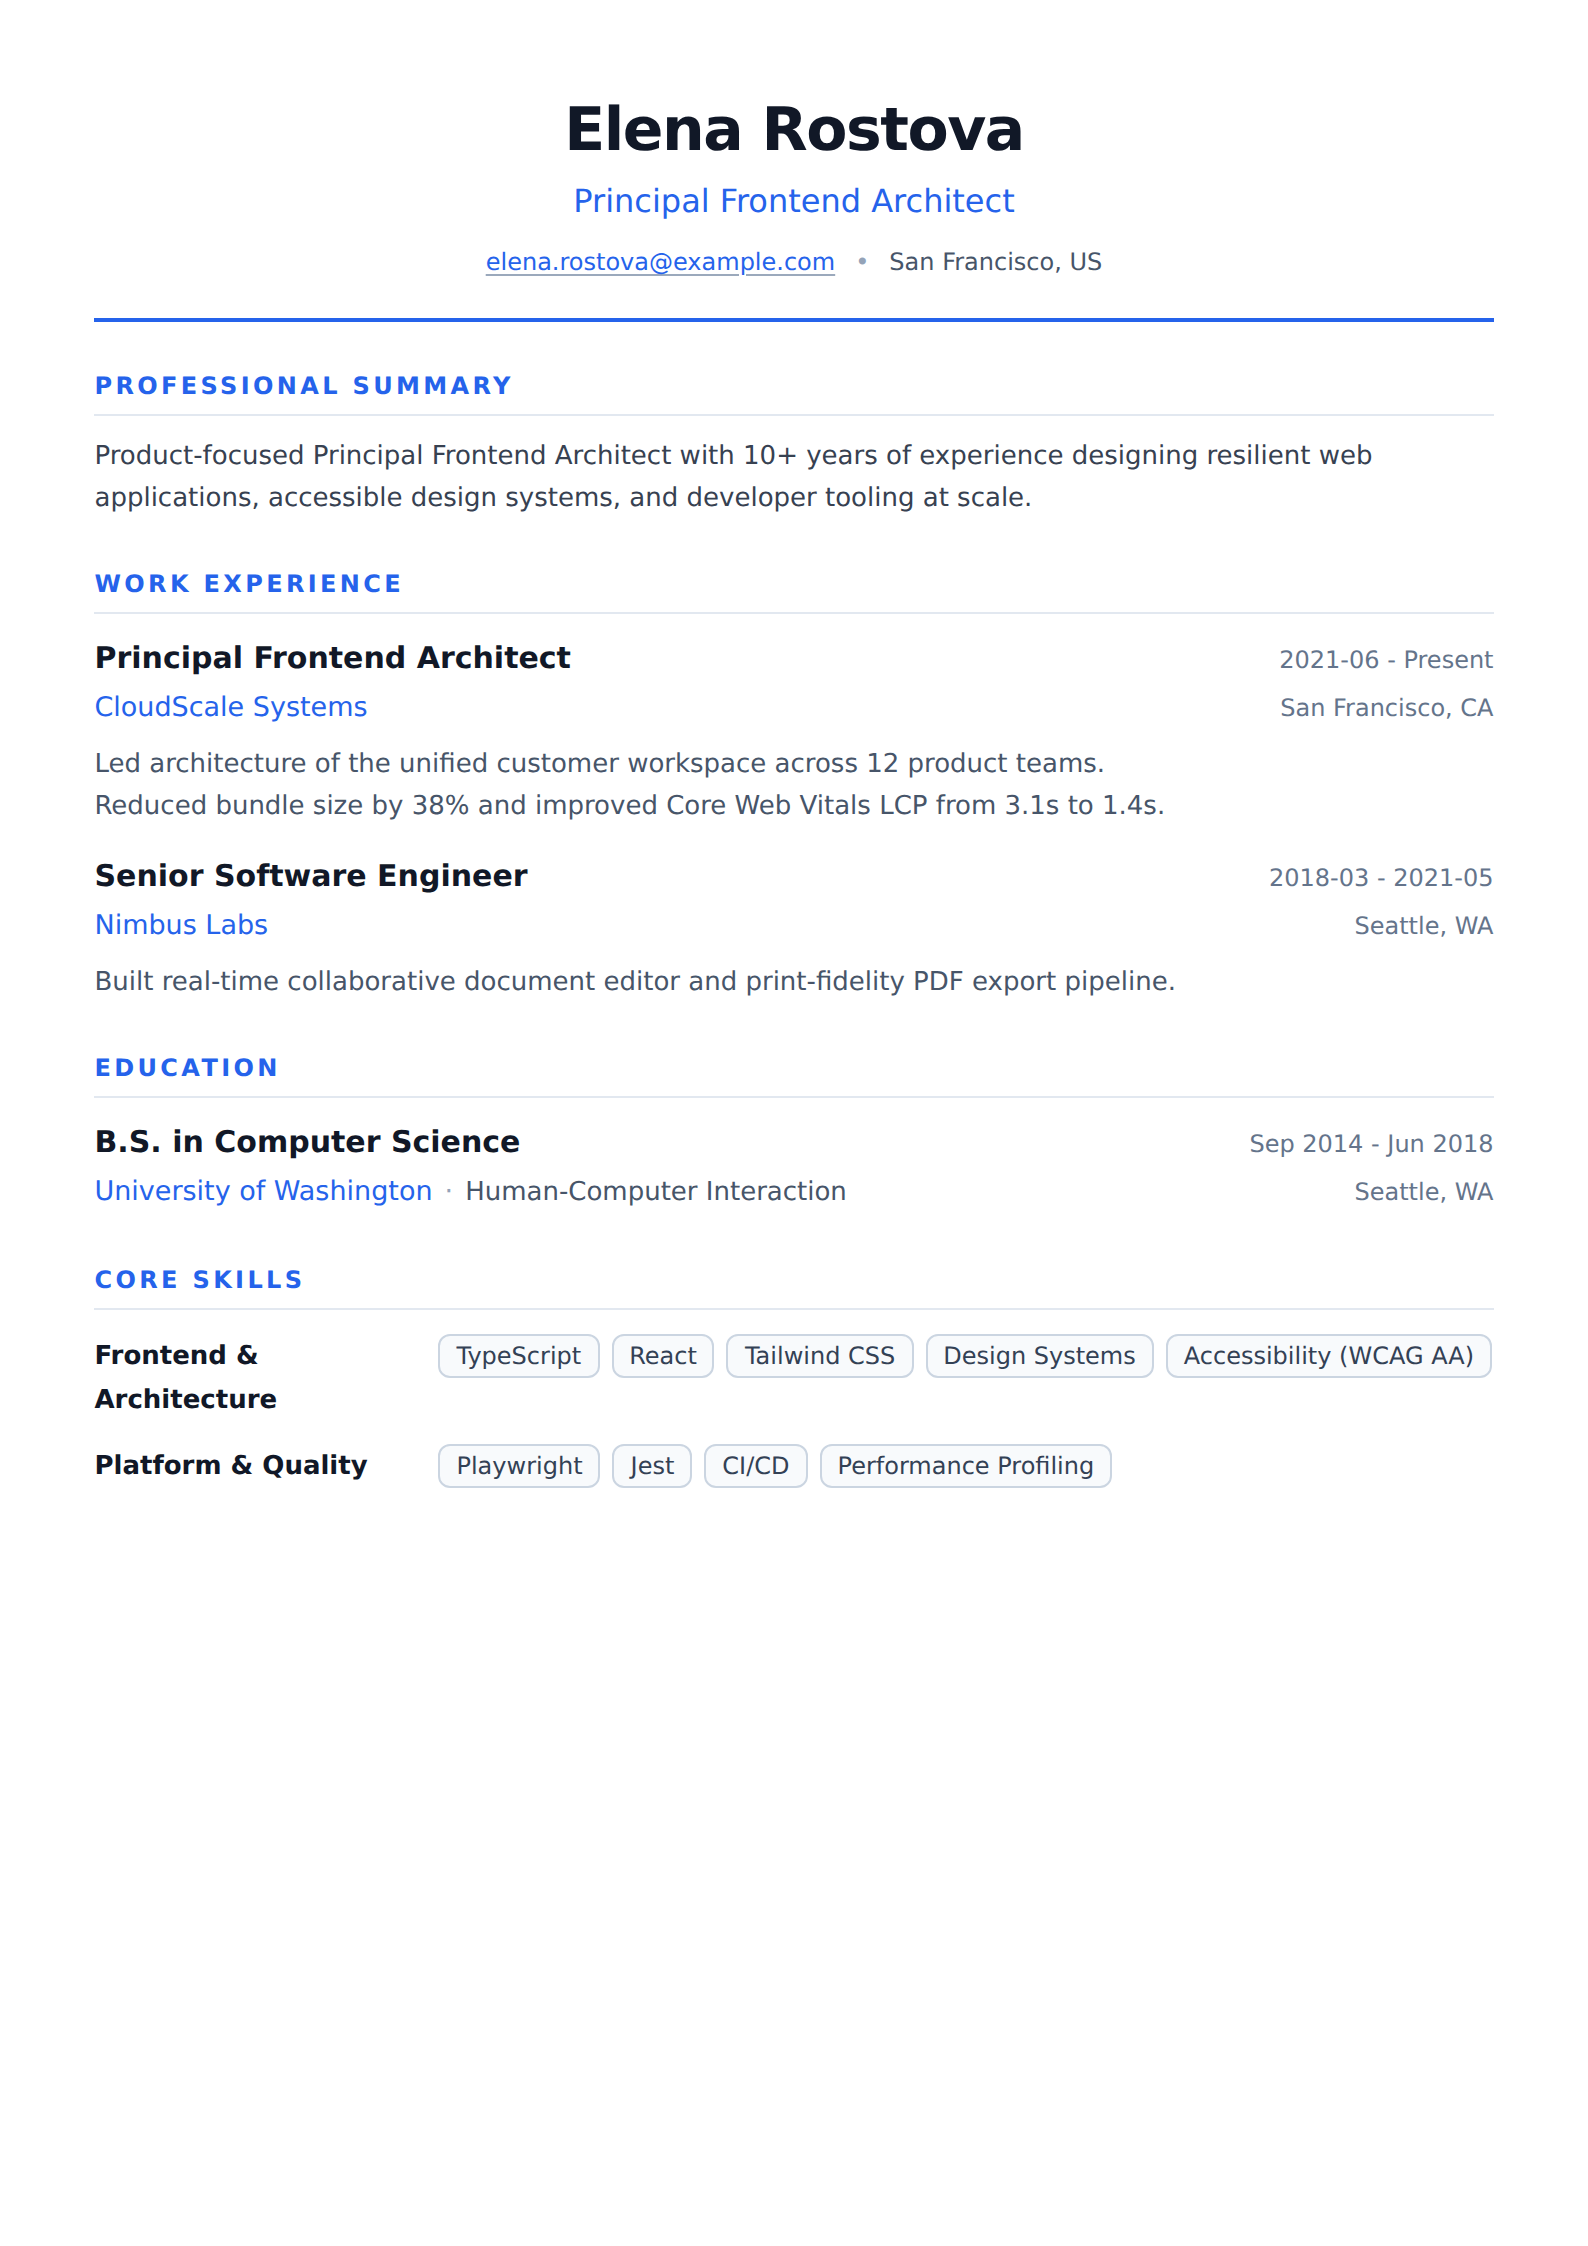 Elena Rostova
Principal Frontend Architect
elena.rostova@example.com • San Francisco, US
PROFESSIONAL SUMMARY
Product-focused Principal Frontend Architect with 10+ years of experience designing resilient web
applications, accessible design systems, and developer tooling at scale.
WORK EXPERIENCE
Principal Frontend Architect 2021-06 - Present
CloudScale Systems San Francisco, CA
Led architecture of the unified customer workspace across 12 product teams.
Reduced bundle size by 38% and improved Core Web Vitals LCP from 3.1s to 1.4s.
Senior Software Engineer 2018-03 - 2021-05
Nimbus Labs Seattle, WA
Built real-time collaborative document editor and print-fidelity PDF export pipeline.
EDUCATION
B.S. in Computer Science Sep 2014 - Jun 2018
University of Washington · Human-Computer Interaction Seattle, WA
CORE SKILLS
Frontend & TypeScript React Tailwind CSS Design Systems Accessibility (WCAG AA)
Architecture
Platform & Quality Playwright Jest CI/CD Performance Profiling